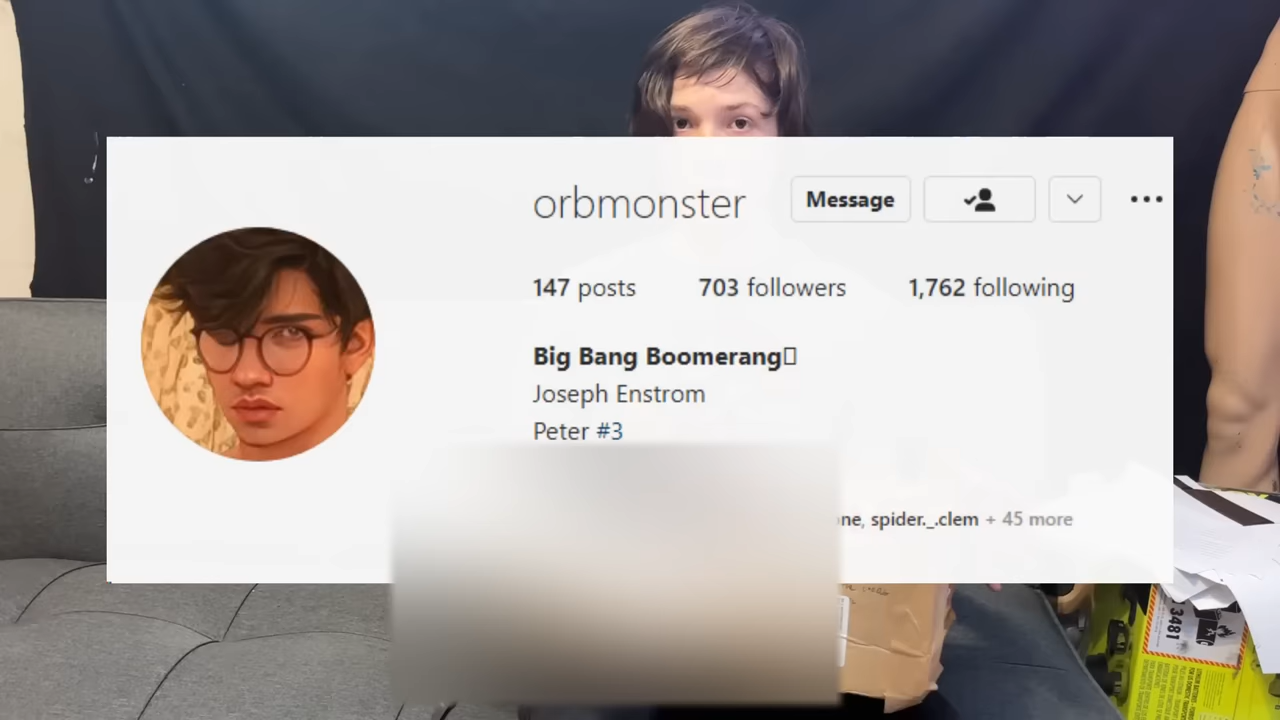 orbmonster
Message
147 posts 703 followers 1,762 following
Big Bang Boomerang
Joseph Enstrom
Peter #3
ne, spider._.clem + 45 more
3481